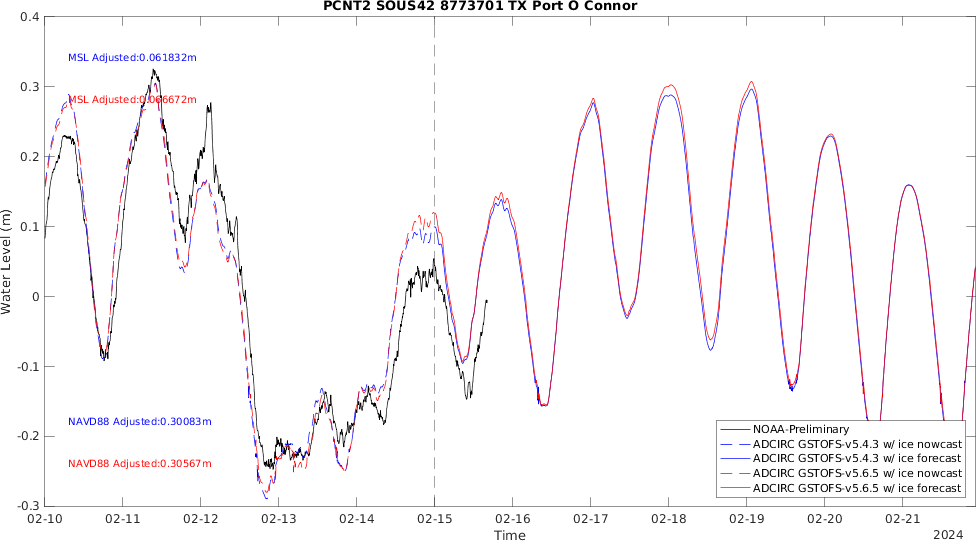 PCNT2 SOUS42 8773701 TX Port O Connor
0.4
0.3
0.2
0.1
0
-0.1
-0.2
-0.3
Water Level (m)
MSL Adjusted:0.061832m
MSL Adjusted:0.066672m
NAVD88 Adjusted:0.30083m
NAVD88 Adjusted:0.30567m
NOAA-Preliminary
ADCIRC GSTOFS-v5.4.3 w/ ice nowcast
ADCIRC GSTOFS-v5.4.3 w/ ice forecast
ADCIRC GSTOFS-v5.6.5 w/ ice nowcast
ADCIRC GSTOFS-v5.6.5 w/ ice forecast
02-10 02-11 02-12 02-13 02-14 02-15 02-16 02-17 02-18 02-19 02-20 02-21
Time
2024